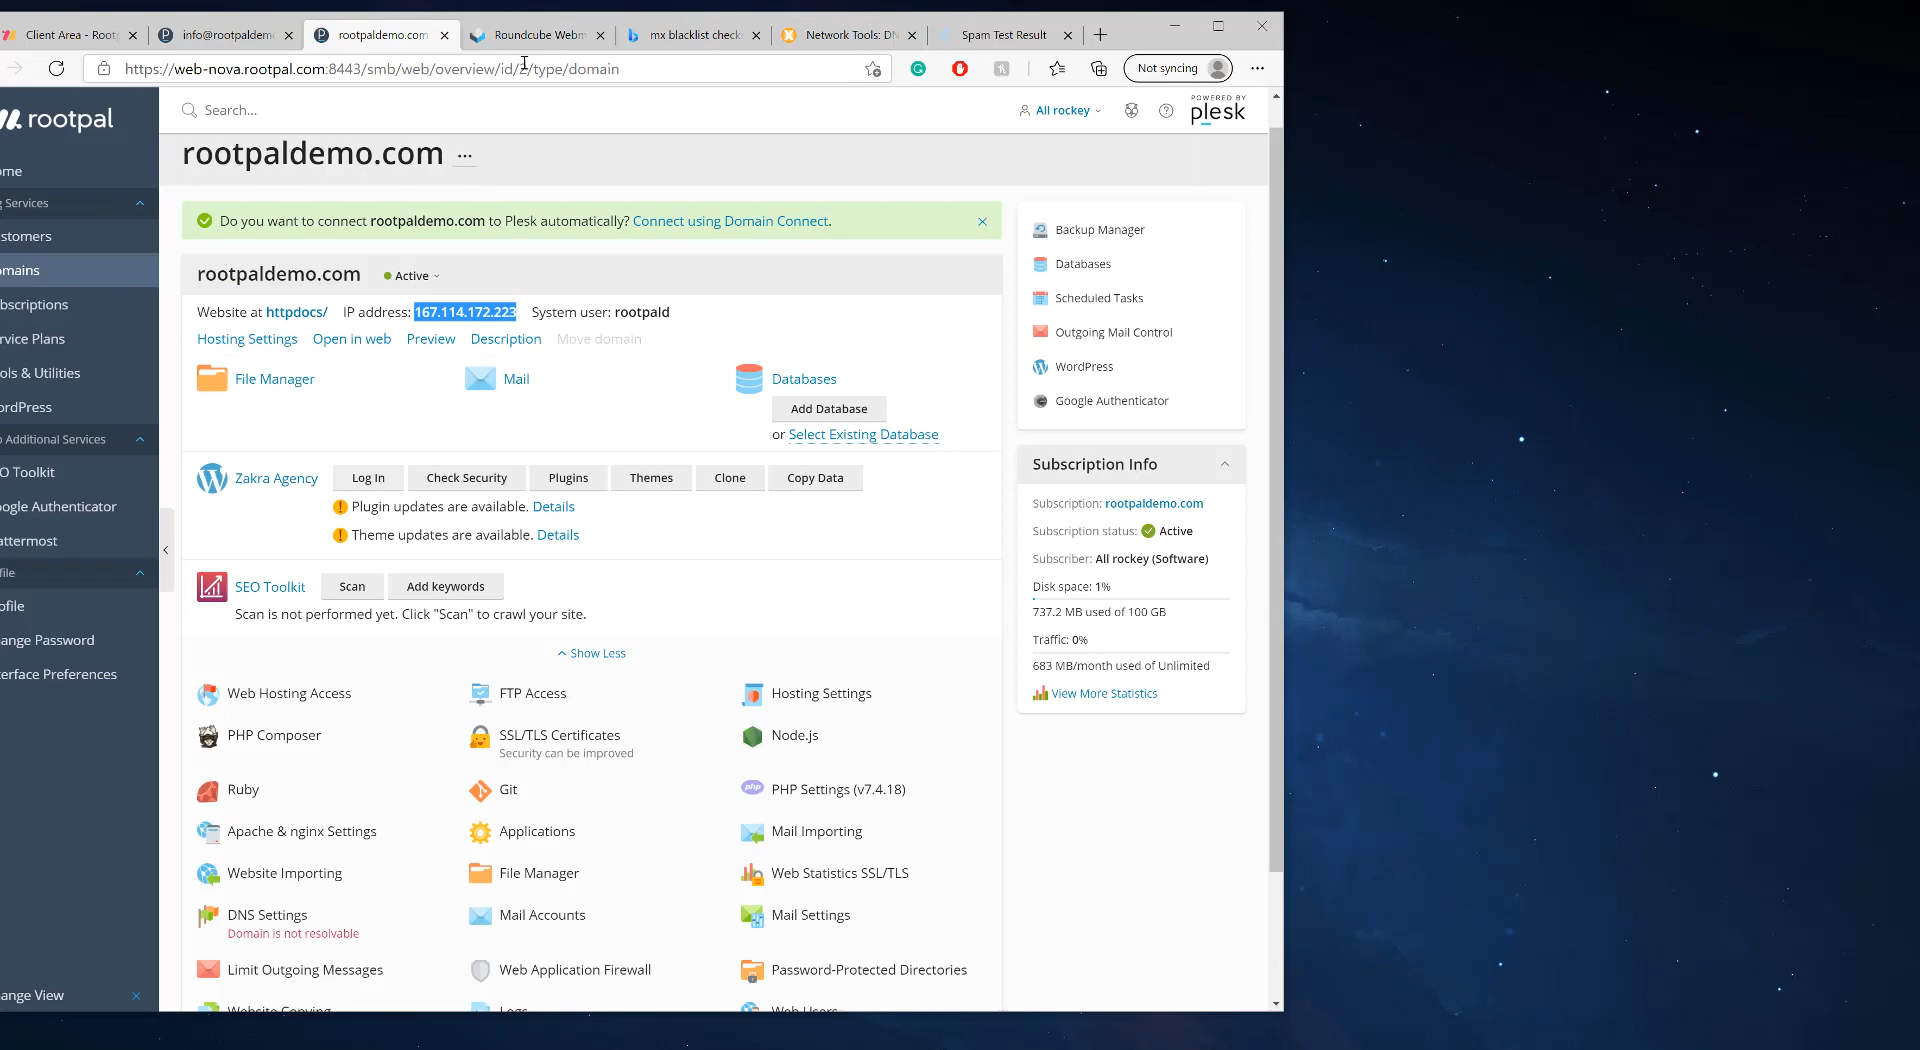 Client Area - Rootp
info@rootpaldem
rootpaldemo.com
Roundcube Webm
mx blacklist check
Network Tools: DN
Spam Test Result
https://web-nova.rootpal.com:8443/smb/web/overview/id/2/type/domain
Not syncing
rootpal
Search...
All rockey
POWERED BY
plesk
ome
g Services
stomers
mains
bscriptions
rvice Plans
ols & Utilities
ordPress
o Additional Services
O Toolkit
ogle Authenticator
attermost
file
ofile
ange Password
terface Preferences
ange View
rootpaldemo.com ...
Do you want to connect rootpaldemo.com to Plesk automatically? Connect using Domain Connect.
rootpaldemo.com Active
Website at httpdocs/ IP address: 167.114.172.223 System user: rootpald
Hosting Settings Open in web Preview Description Move domain
File Manager Mail Databases
Add Database
or Select Existing Database
Zakra Agency Log In Check Security Plugins Themes Clone Copy Data
Plugin updates are available. Details
Theme updates are available. Details
SEO Toolkit Scan Add keywords
Scan is not performed yet. Click "Scan" to crawl your site.
Show Less
Web Hosting Access FTP Access Hosting Settings
PHP Composer SSL/TLS Certificates Node.js
Security can be improved
Ruby Git PHP Settings (v7.4.18)
Apache & nginx Settings Applications Mail Importing
Website Importing File Manager Web Statistics SSL/TLS
DNS Settings Mail Accounts Mail Settings
Domain is not resolvable
Limit Outgoing Messages Web Application Firewall Password-Protected Directories
Website Copying Logs Web Users
Backup Manager
Databases
Scheduled Tasks
Outgoing Mail Control
WordPress
Google Authenticator
Subscription Info
Subscription: rootpaldemo.com
Subscription status: Active
Subscriber: All rockey (Software)
Disk space: 1%
737.2 MB used of 100 GB
Traffic: 0%
683 MB/month used of Unlimited
View More Statistics